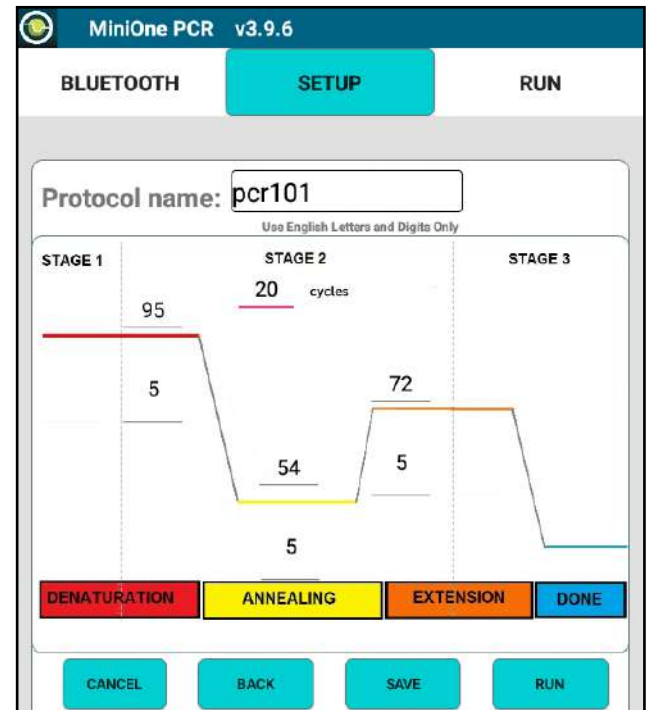 MiniOne PCR v3.9.6
BLUETOOTH SETUP RUN
Protocol name: pcr101
Use English Letters and Digits Only
STAGE 1 STAGE 2 STAGE 3
20 cycles
95
5
72
54
5
5
DENATURATION ANNEALING EXTENSION DONE
CANCEL BACK SAVE RUN